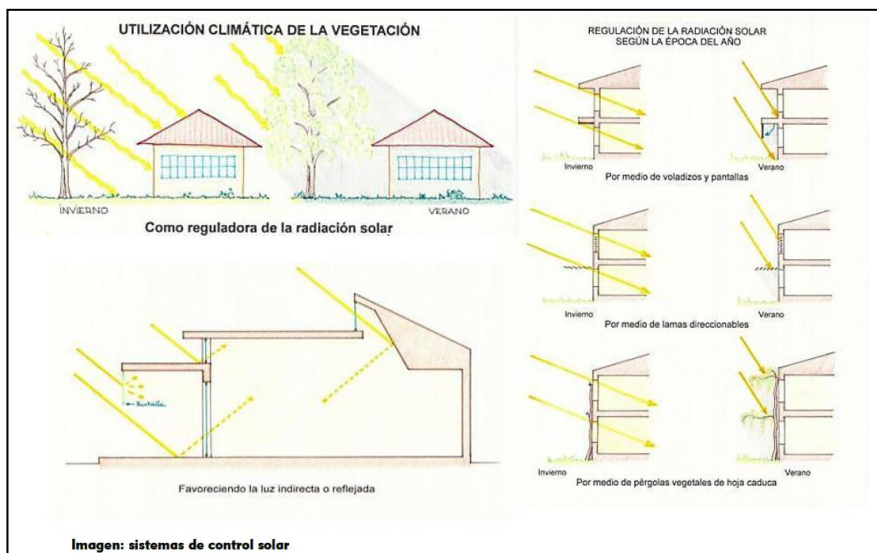 UTILIZACIÓN CLIMÁTICA DE LA VEGETACIÓN
INVIERNO
VERANO
Como reguladora de la radiación solar
Pantalla
Favoreciendo la luz indirecta o reflejada
REGULACIÓN DE LA RADIACIÓN SOLAR
SEGÚN LA ÉPOCA DEL AÑO
Invierno
Verano
Por medio de voladizos y pantallas
Invierno
Verano
Por medio de lamas direccionables
Invierno
Verano
Por medio de pérgolas vegetales de hoja caduca
Imagen: sistemas de control solar